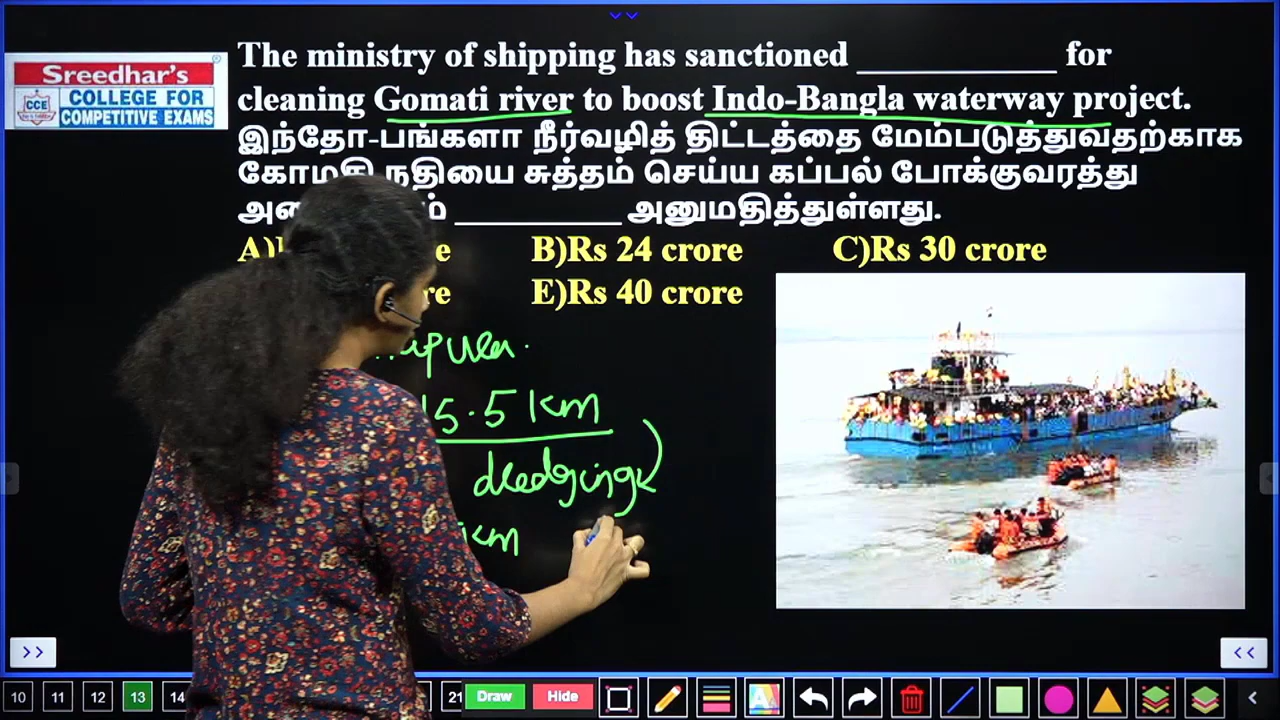 The ministry of shipping has sanctioned ____________ for
Sreedhar's
CCE
COLLEGE FOR
COMPETITIVE EXAMS
cleaning Gomati river to boost Indo-Bangla waterway project.
இந்தோ-பங்களா நீர்வழித் திட்டத்தை மேம்படுத்துவதற்காக
கோமதி நதியை சுத்தம் செய்ய கப்பல் போக்குவரத்து
____________ அனுமதித்துள்ளது.
A) B)Rs 24 crore C)Rs 30 crore
E)Rs 40 crore
15.5 km
dredging
km
>> <<
10 11 12 13 14 21 Draw Hide